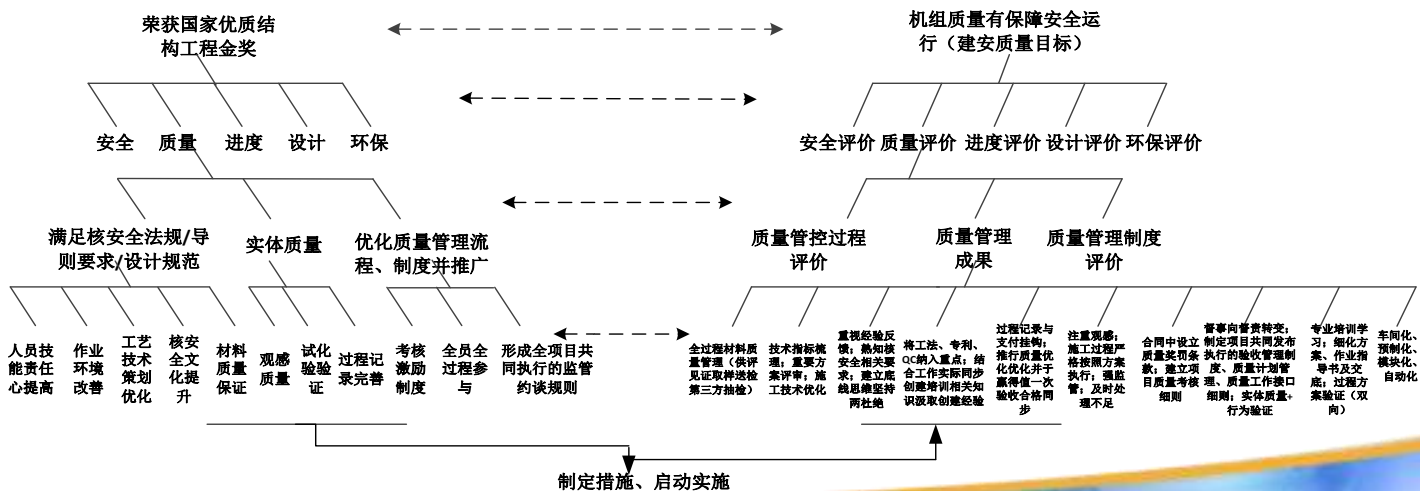 荣获国家优质结
构工程金奖
机组质量有保障安全运
行（建安质量目标）
安全
质量
进度
设计
环保
安全评价
质量评价
进度评价
设计评价
环保评价
满足核安全法规/导
则要求/设计规范
实体质量
优化质量管理流
程、制度并推广
质量管控过程
评价
质量管理
成果
质量管理制度
评价
人员技
能责任
心提高
作业
环境
改善
工艺
技术
策划
优化
核安
全文
化提
升
材料
质量
保证
观感
质量
试化
验验
证
过程记
录完善
考核
激励
制度
全员全
过程参
与
形成全项目共
同执行的监管
约谈规则
全过程材料质
量管理（供评
见证取样送检
第三方抽检）
技术指标梳
理；重要方
案评审；施
工技术优化
重视经验反
馈；熟知核
安全相关要
求；建立底
线思维坚持
两杜绝
将工法、专利、
QC纳入重点；结
合工作实际同步
创建培训相关知
识汲取创建经验
过程记录与
支付挂钩；
推行质量优
化优化并于
赢得值一次
验收合格同
步
注重观感；
施工过程严
格按照方案
执行；强监
管；及时处
理不足
合同中设立
质量奖罚条
款；建立项
目质量考核
细则
督事向督责转变；
制定项目共同发布
执行的验收管理制
度、质量计划管
理、质量工作接口
细则；实体质量+
行为验证
专业培训学
习；细化方
案、作业指
导书及交
底；过程方
案验证（双
向）
车间化、
预制化、
模块化、
自动化
制定措施、启动实施